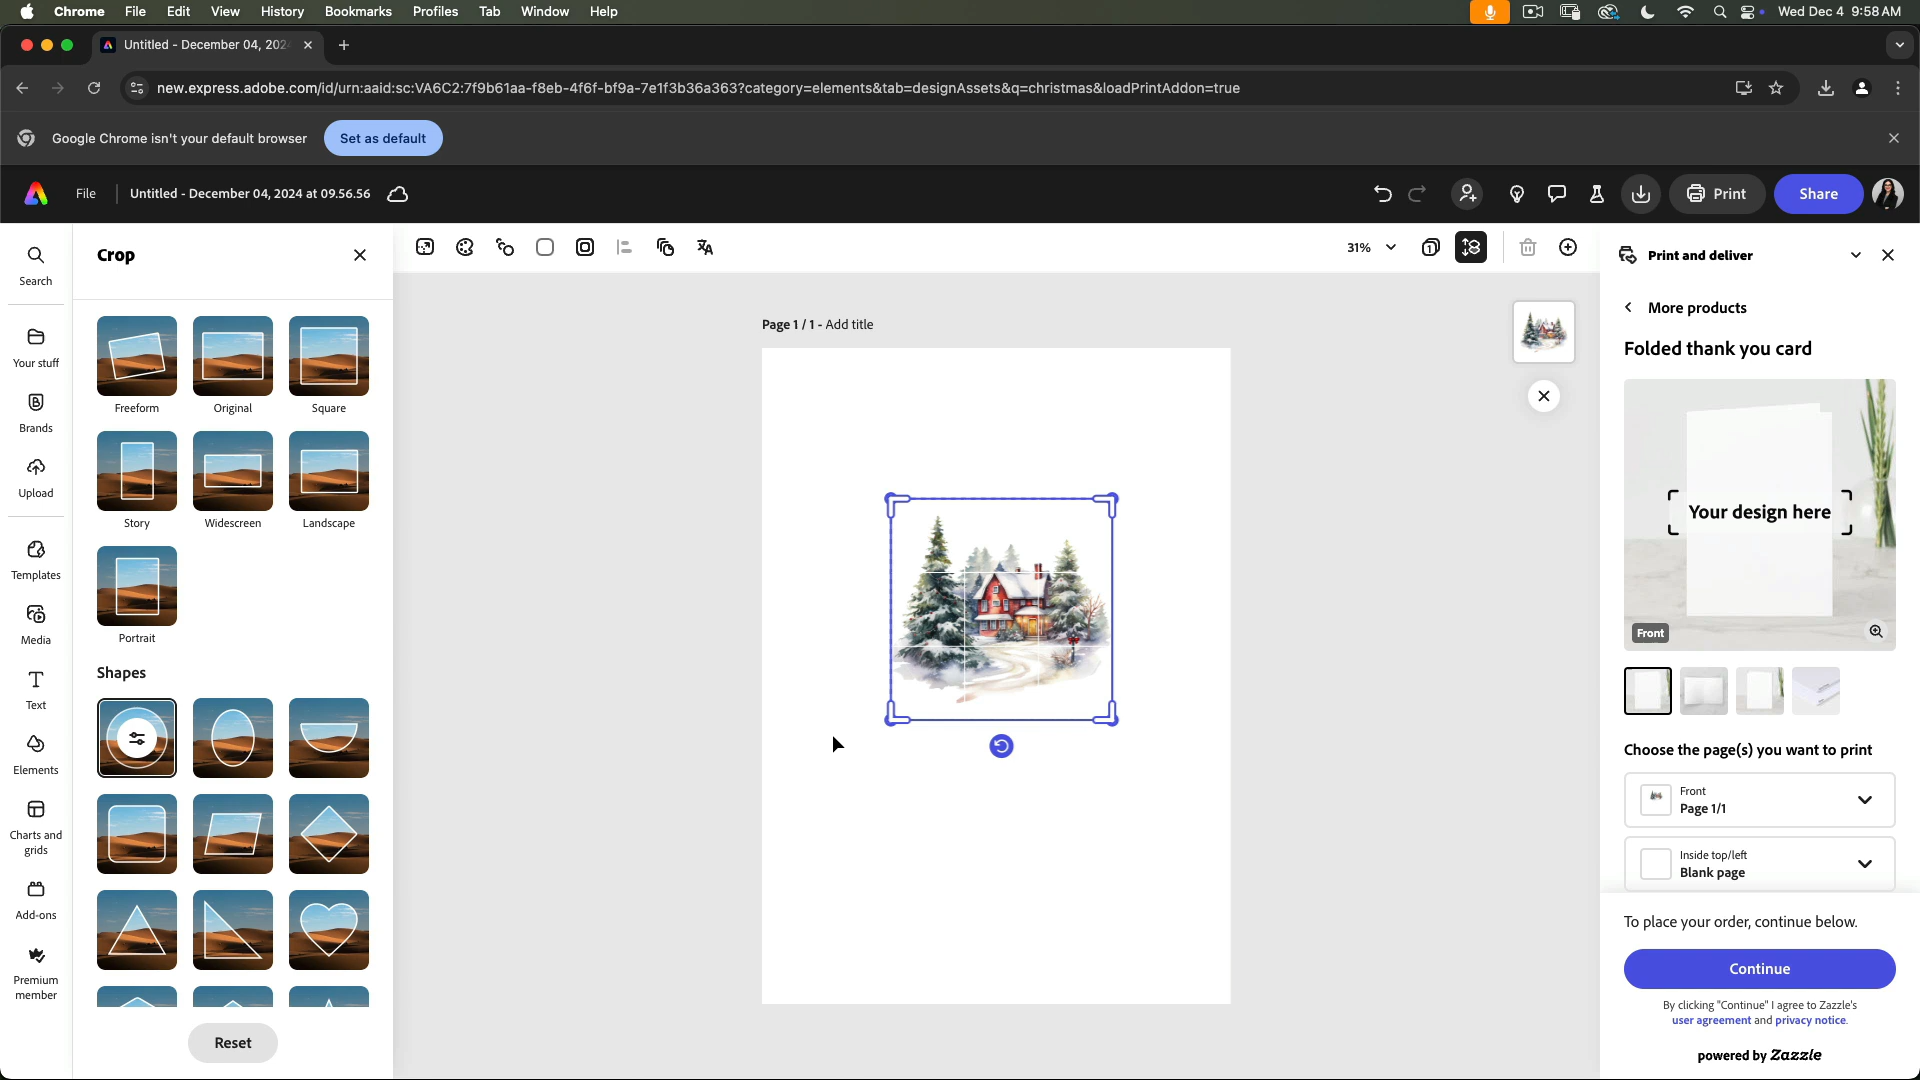 Chrome File Edit View History Bookmarks Profiles Tab Window Help
Wed Dec 4 9:58 AM
Untitled - December 04, 202
new.express.adobe.com/id/urn:aaid:sc:VA6C2:7f9b61aa-f8eb-4f6f-bf9a-7e1f3b36a363?category=elements&tab=designAssets&q=christmas&loadPrintAddon=true
Google Chrome isn't your default browser
Set as default
File
Untitled - December 04, 2024 at 09.56.56
Print
Share
Search
Your stuff
Brands
Upload
Templates
Media
Text
Elements
Charts and
grids
Add-ons
Premium
member
Crop
Freeform Original Square
Story Widescreen Landscape
Portrait
Shapes
Reset
31%
1
Page 1 / 1 - Add title
Print and deliver
More products
Folded thank you card
Your design here
Front
Choose the page(s) you want to print
Front
Page 1/1
Inside top/left
Blank page
To place your order, continue below.
Continue
By clicking "Continue" I agree to Zazzle's
user agreement and privacy notice.
powered by Zazzle